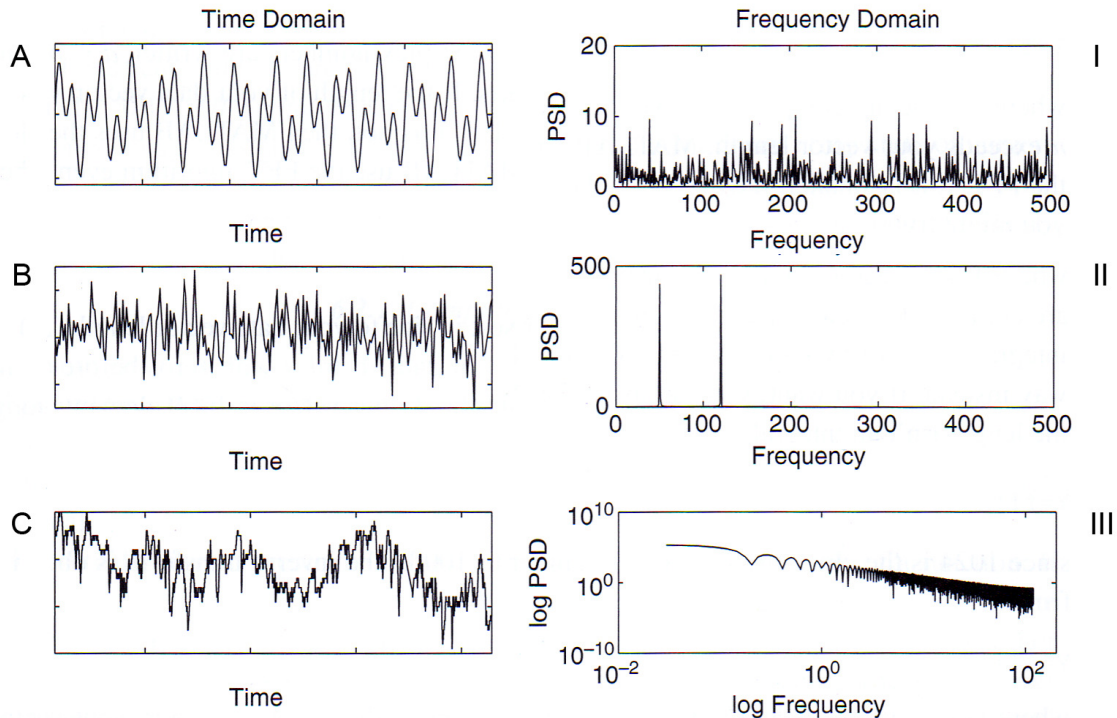 Time Domain
Frequency Domain
A
Time
I
20
10
0
PSD
0 100 200 300 400 500
Frequency
B
Time
II
500
0
PSD
0 100 200 300 400 500
Frequency
C
Time
III
10^10
10^0
10^-10
log PSD
10^-2 10^0 10^2
log Frequency